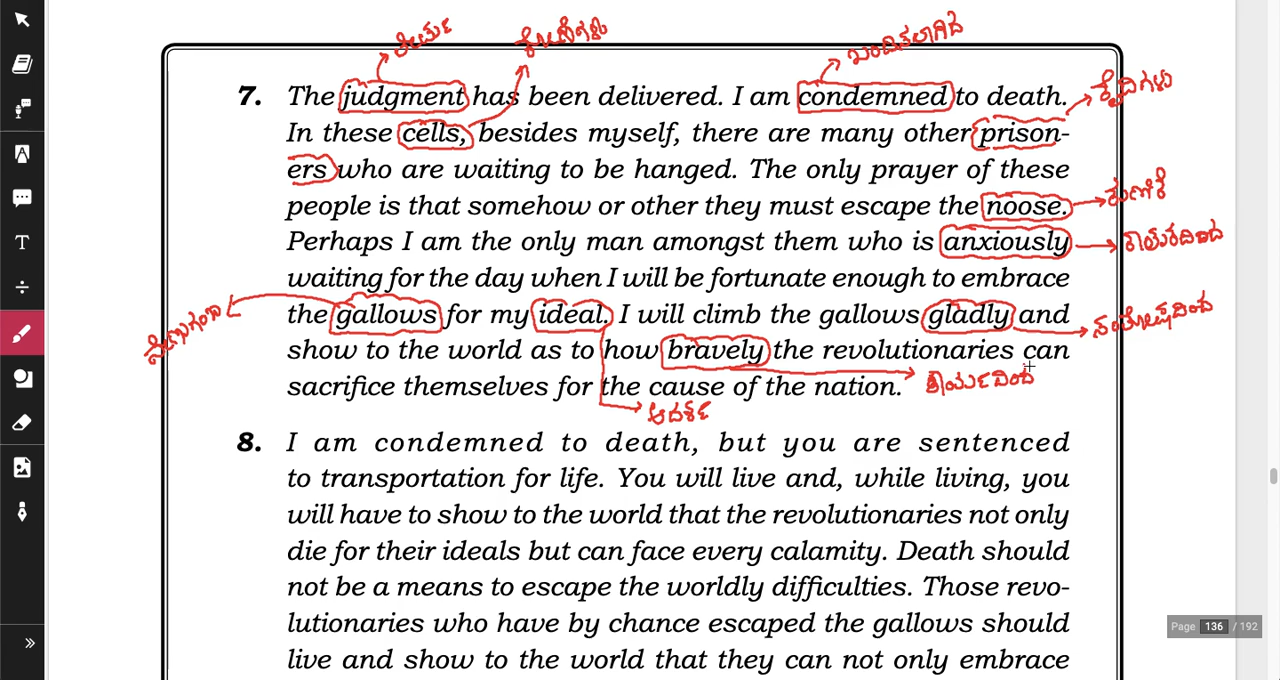 ತೀರ್ಪು
ಕೋಣೆಗಳು
ಕೈದಿಗಳು
7. The judgment has been delivered. I am condemned to death.
In these cells, besides myself, there are many other prison-
ers who are waiting to be hanged. The only prayer of these
people is that somehow or other they must escape the noose.
ಕುಣಿಕೆ
Perhaps I am the only man amongst them who is anxiously
waiting for the day when I will be fortunate enough to embrace
the gallows for my ideal. I will climb the gallows gladly and
ಸಂತೋಷದಿಂದ
show to the world as to how bravely the revolutionaries can
sacrifice themselves for the cause of the nation.
ಆದರ್ಶ
8. I am condemned to death, but you are sentenced
to transportation for life. You will live and, while living, you
will have to show to the world that the revolutionaries not only
die for their ideals but can face every calamity. Death should
not be a means to escape the worldly difficulties. Those revo-
lutionaries who have by chance escaped the gallows should
live and show to the world that they can not only embrace
Page 136 / 192